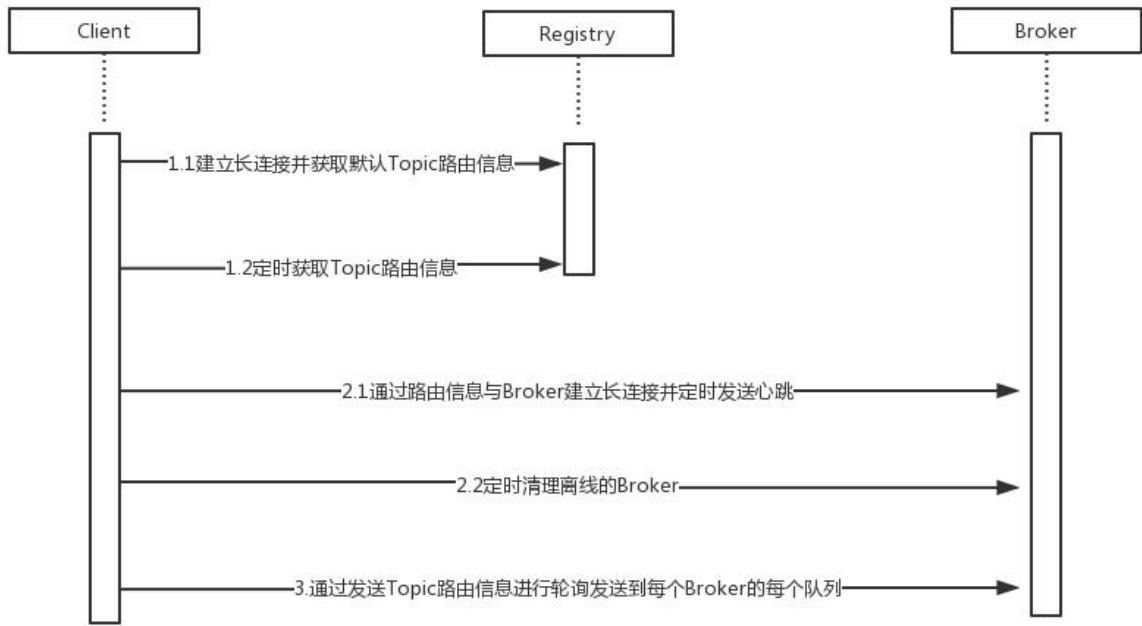 Client
Registry
Broker
1.1建立长连接并获取默认Topic路由信息
1.2定时获取Topic路由信息
2.1通过路由信息与Broker建立长连接并定时发送心跳
2.2定时清理离线的Broker
3.通过发送Topic路由信息进行轮询发送到每个Broker的每个队列